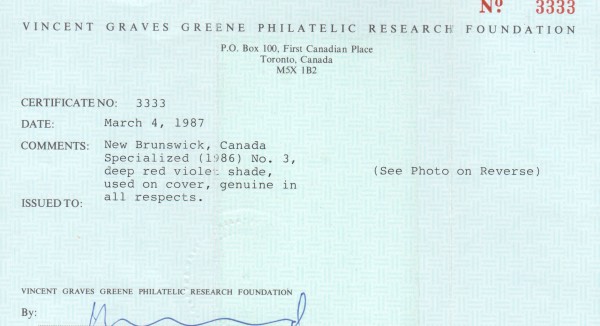 Nº 3333
VINCENT GRAVES GREENE PHILATELIC RESEARCH FOUNDATION
P.O. Box 100, First Canadian Place
Toronto, Canada
M5X 1B2
CERTIFICATE NO: 3333
DATE: March 4, 1987
COMMENTS: New Brunswick, Canada
Specialized (1986) No. 3,
deep red violet shade, (See Photo on Reverse)
used on cover, genuine in
all respects.
ISSUED TO:
VINCENT GRAVES GREENE PHILATELIC RESEARCH FOUNDATION
By: